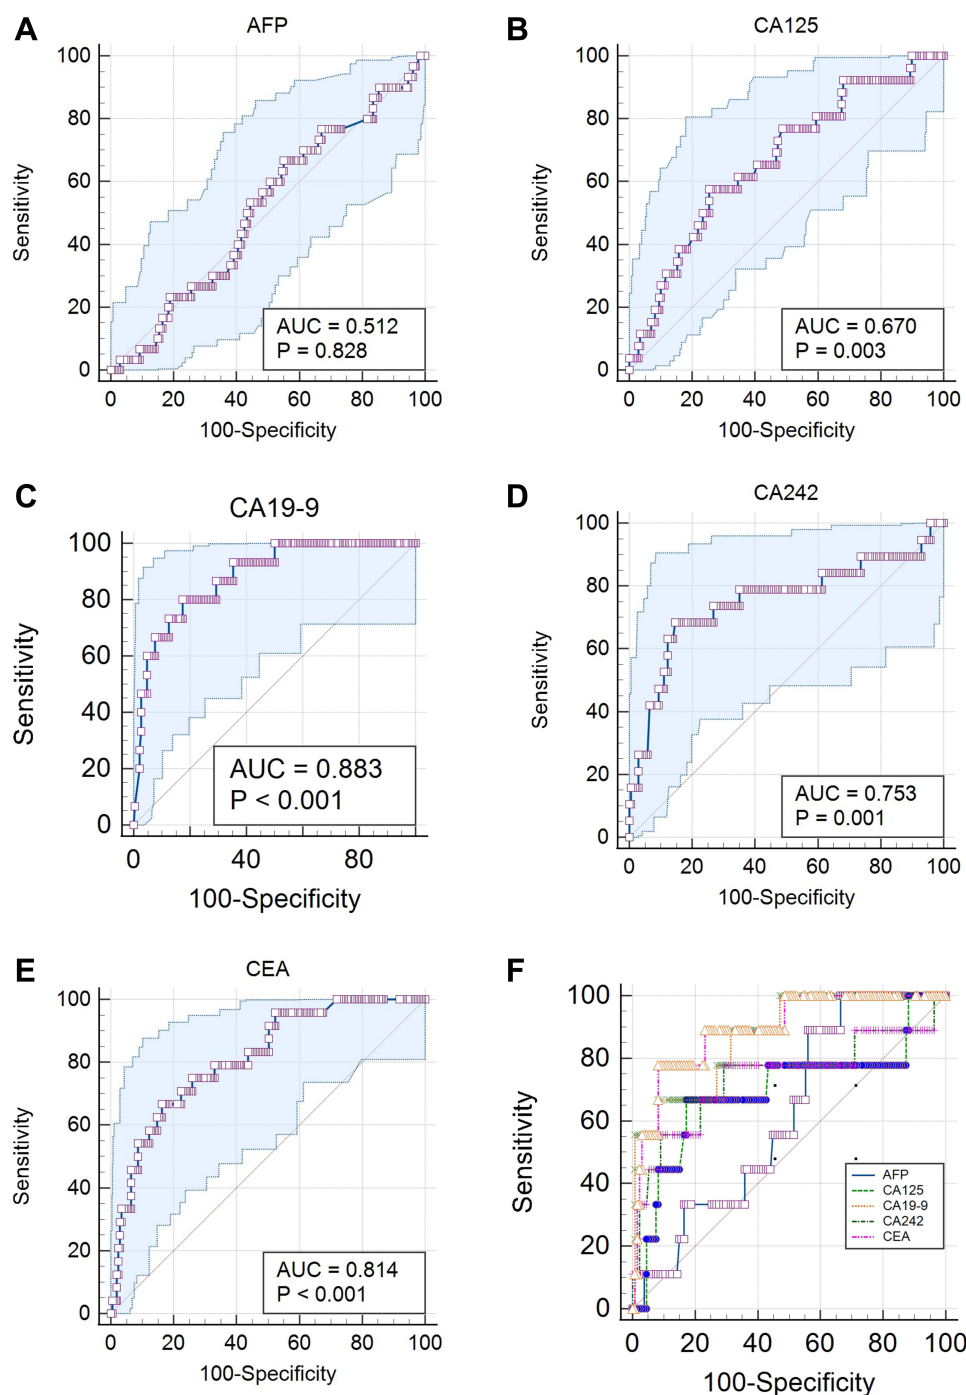 A
AFP
100
80
60
40
20
0
Sensitivity
AUC = 0.512
P = 0.828
0 20 40 60 80 100
100-Specificity
B
CA125
100
80
60
40
20
0
Sensitivity
AUC = 0.670
P = 0.003
0 20 40 60 80 100
100-Specificity
C
CA19-9
100
80
60
40
20
0
Sensitivity
AUC = 0.883
P < 0.001
0 40 80
100-Specificity
D
CA242
100
80
60
40
20
0
Sensitivity
AUC = 0.753
P = 0.001
0 20 40 60 80 100
100-Specificity
E
CEA
100
80
60
40
20
0
Sensitivity
AUC = 0.814
P < 0.001
0 20 40 60 80 100
100-Specificity
F
100
80
60
40
20
0
Sensitivity
AFP
CA125
CA19-9
CA242
CEA
0 20 40 60 80 100
100-Specificity